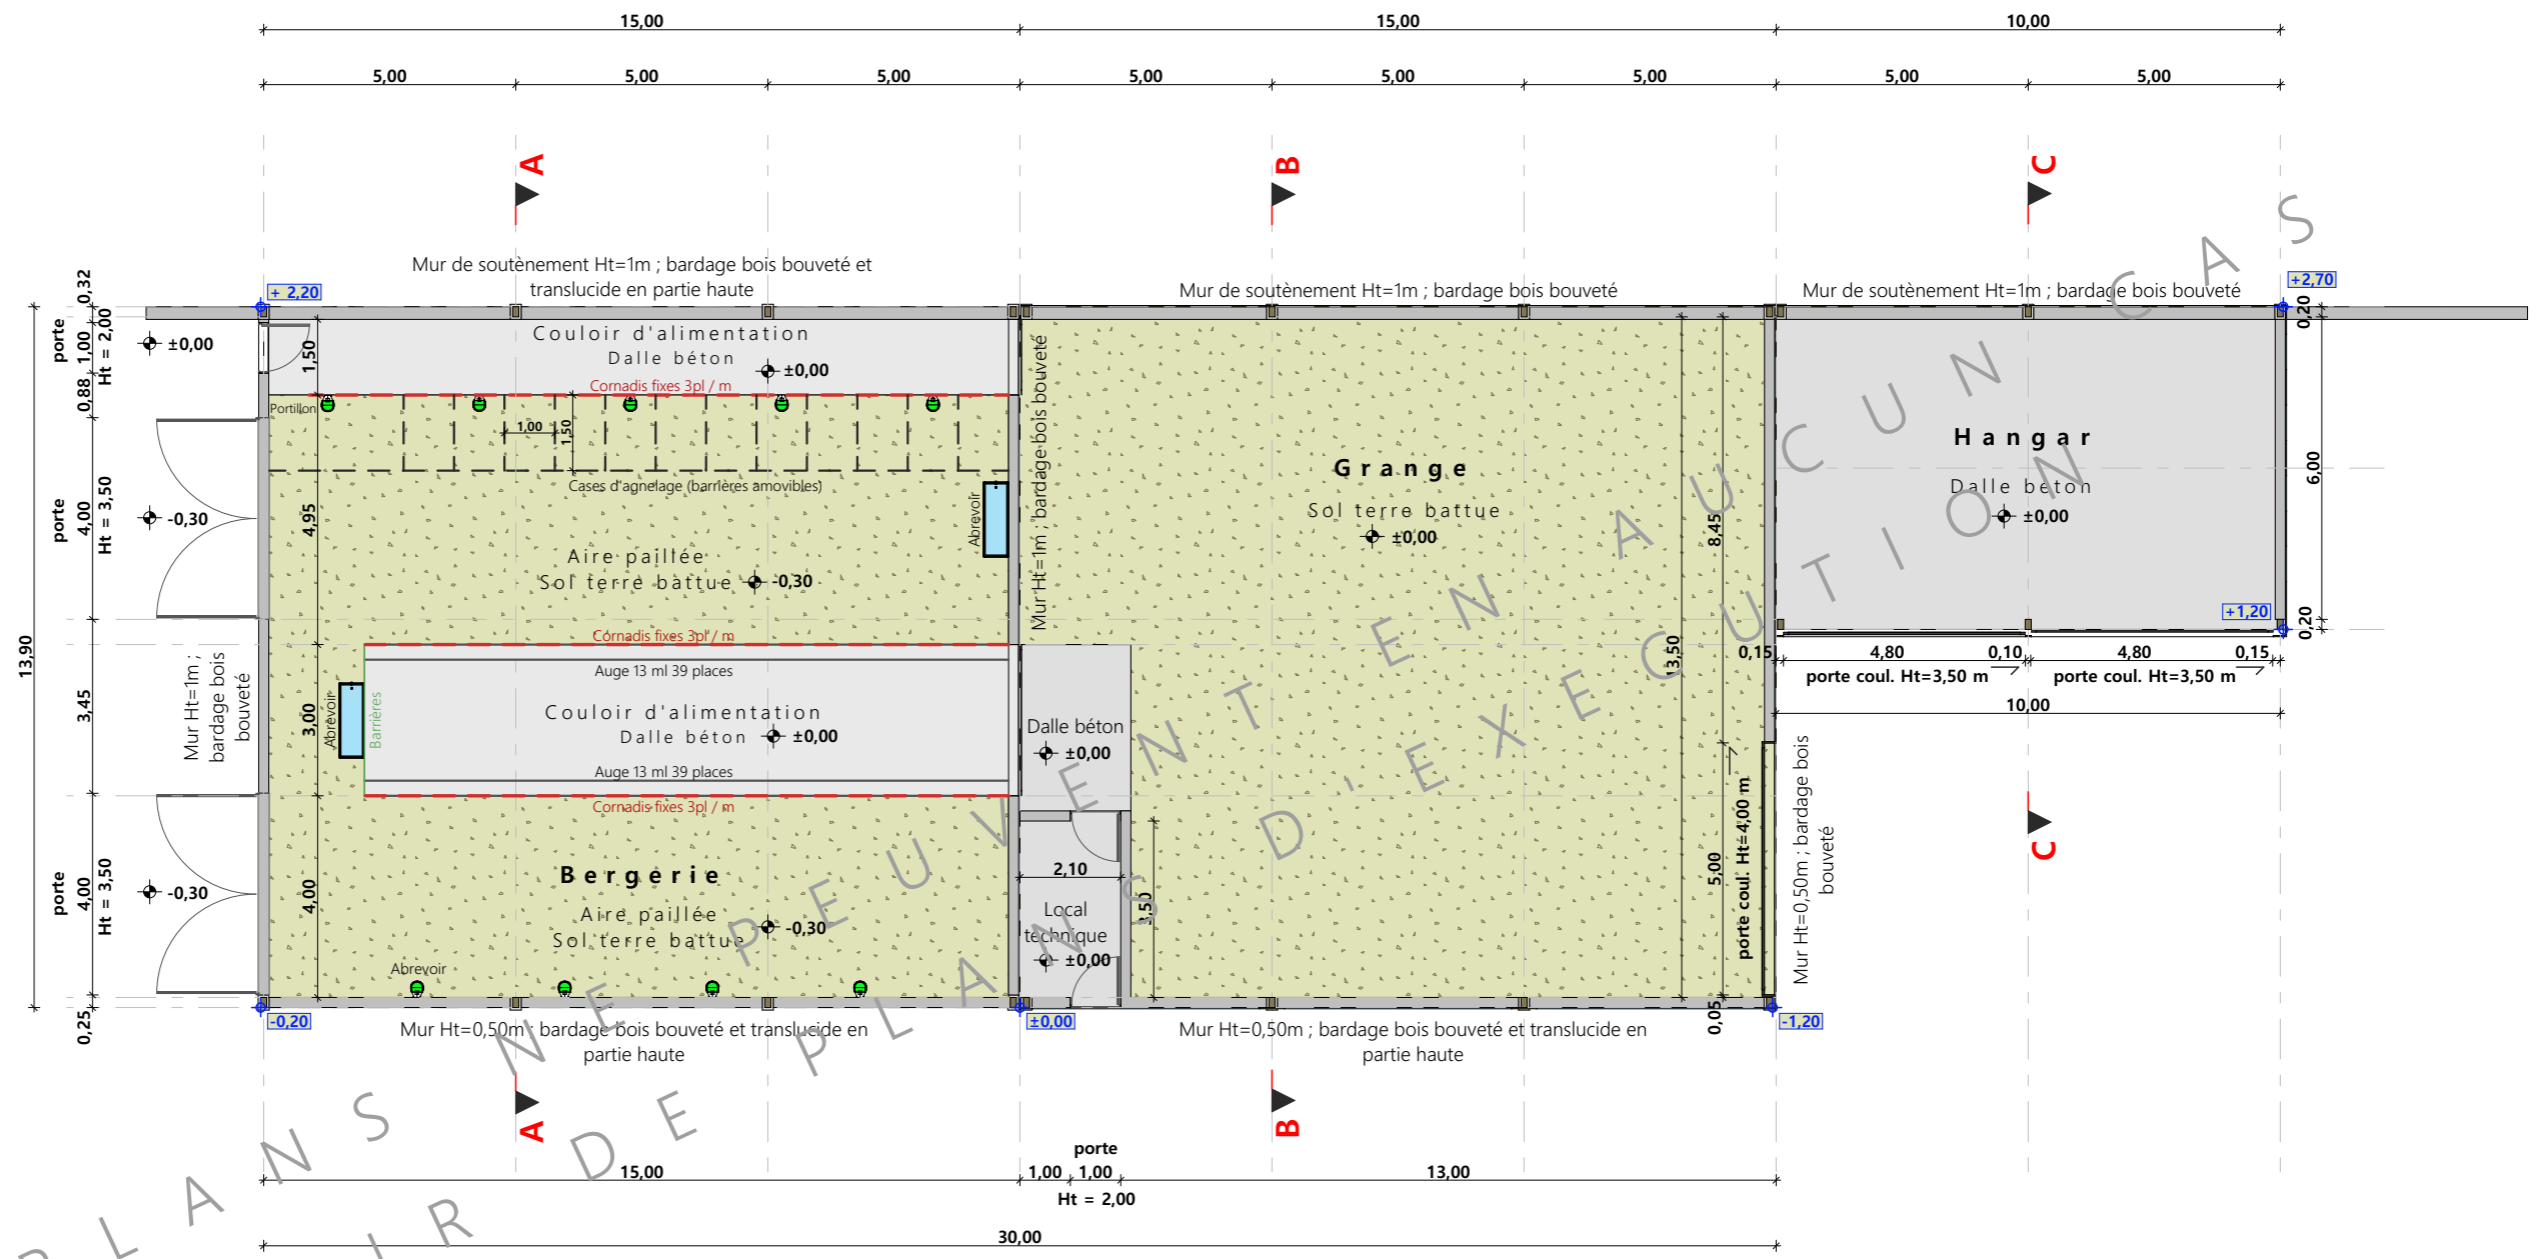 15,00
15,00
10,00
5,00
5,00
5,00
5,00
5,00
5,00
5,00
5,00
A
B
C
Mur de soutènement Ht=1m ; bardage bois bouveté et
translucide en partie haute
Mur de soutènement Ht=1m ; bardage bois bouveté
Mur de soutènement Ht=1m ; bardage bois bouveté
+ 2,20
+2,70
0,32
porte
1,00
Ht = 2,00
0,88
porte
4,00
Ht = 3,50
13,90
3,45
porte
4,00
Ht = 3,50
0,25
±0,00
-0,30
-0,30
Mur Ht=1m ;
bardage bois
bouveté
Couloir d'alimentation
Dalle béton
±0,00
1,50
Cornadis fixes 3pl / m
Portillon
1,00
1,50
Cases d'agnelage (barrières amovibles)
Abrevoir
4,95
Aire paillée
Sol terre battue
-0,30
Cornadis fixes 3pl / m
Auge 13 ml 39 places
Abrevoir
Barrières
3,00
Couloir d'alimentation
Dalle béton
±0,00
Auge 13 ml 39 places
Cornadis fixes 3pl / m
4,00
Bergerie
Aire paillée
Sol terre battue
-0,30
Abrevoir
Mur Ht=1m ; bardage bois bouveté
Grange
Sol terre battue
±0,00
8,45
13,50
Dalle béton
±0,00
2,10
3,50
Local
technique
±0,00
5,00
porte coul. Ht=4,00 m
0,05
Mur Ht=0,50m ; bardage bois
bouveté
Hangar
Dalle béton
±0,00
0,20
6,00
+1,20
0,20
0,15
4,80
0,10
4,80
0,15
porte coul. Ht=3,50 m
porte coul. Ht=3,50 m
10,00
C
-0,20
±0,00
-1,20
Mur Ht=0,50m ; bardage bois bouveté et translucide en
partie haute
Mur Ht=0,50m ; bardage bois bouveté et translucide en
partie haute
A
B
porte
15,00
1,00
1,00
13,00
Ht = 2,00
30,00
PLANS NE PEUVENT EN AUCUN CAS
IR DE PLANS D'EXECUTION